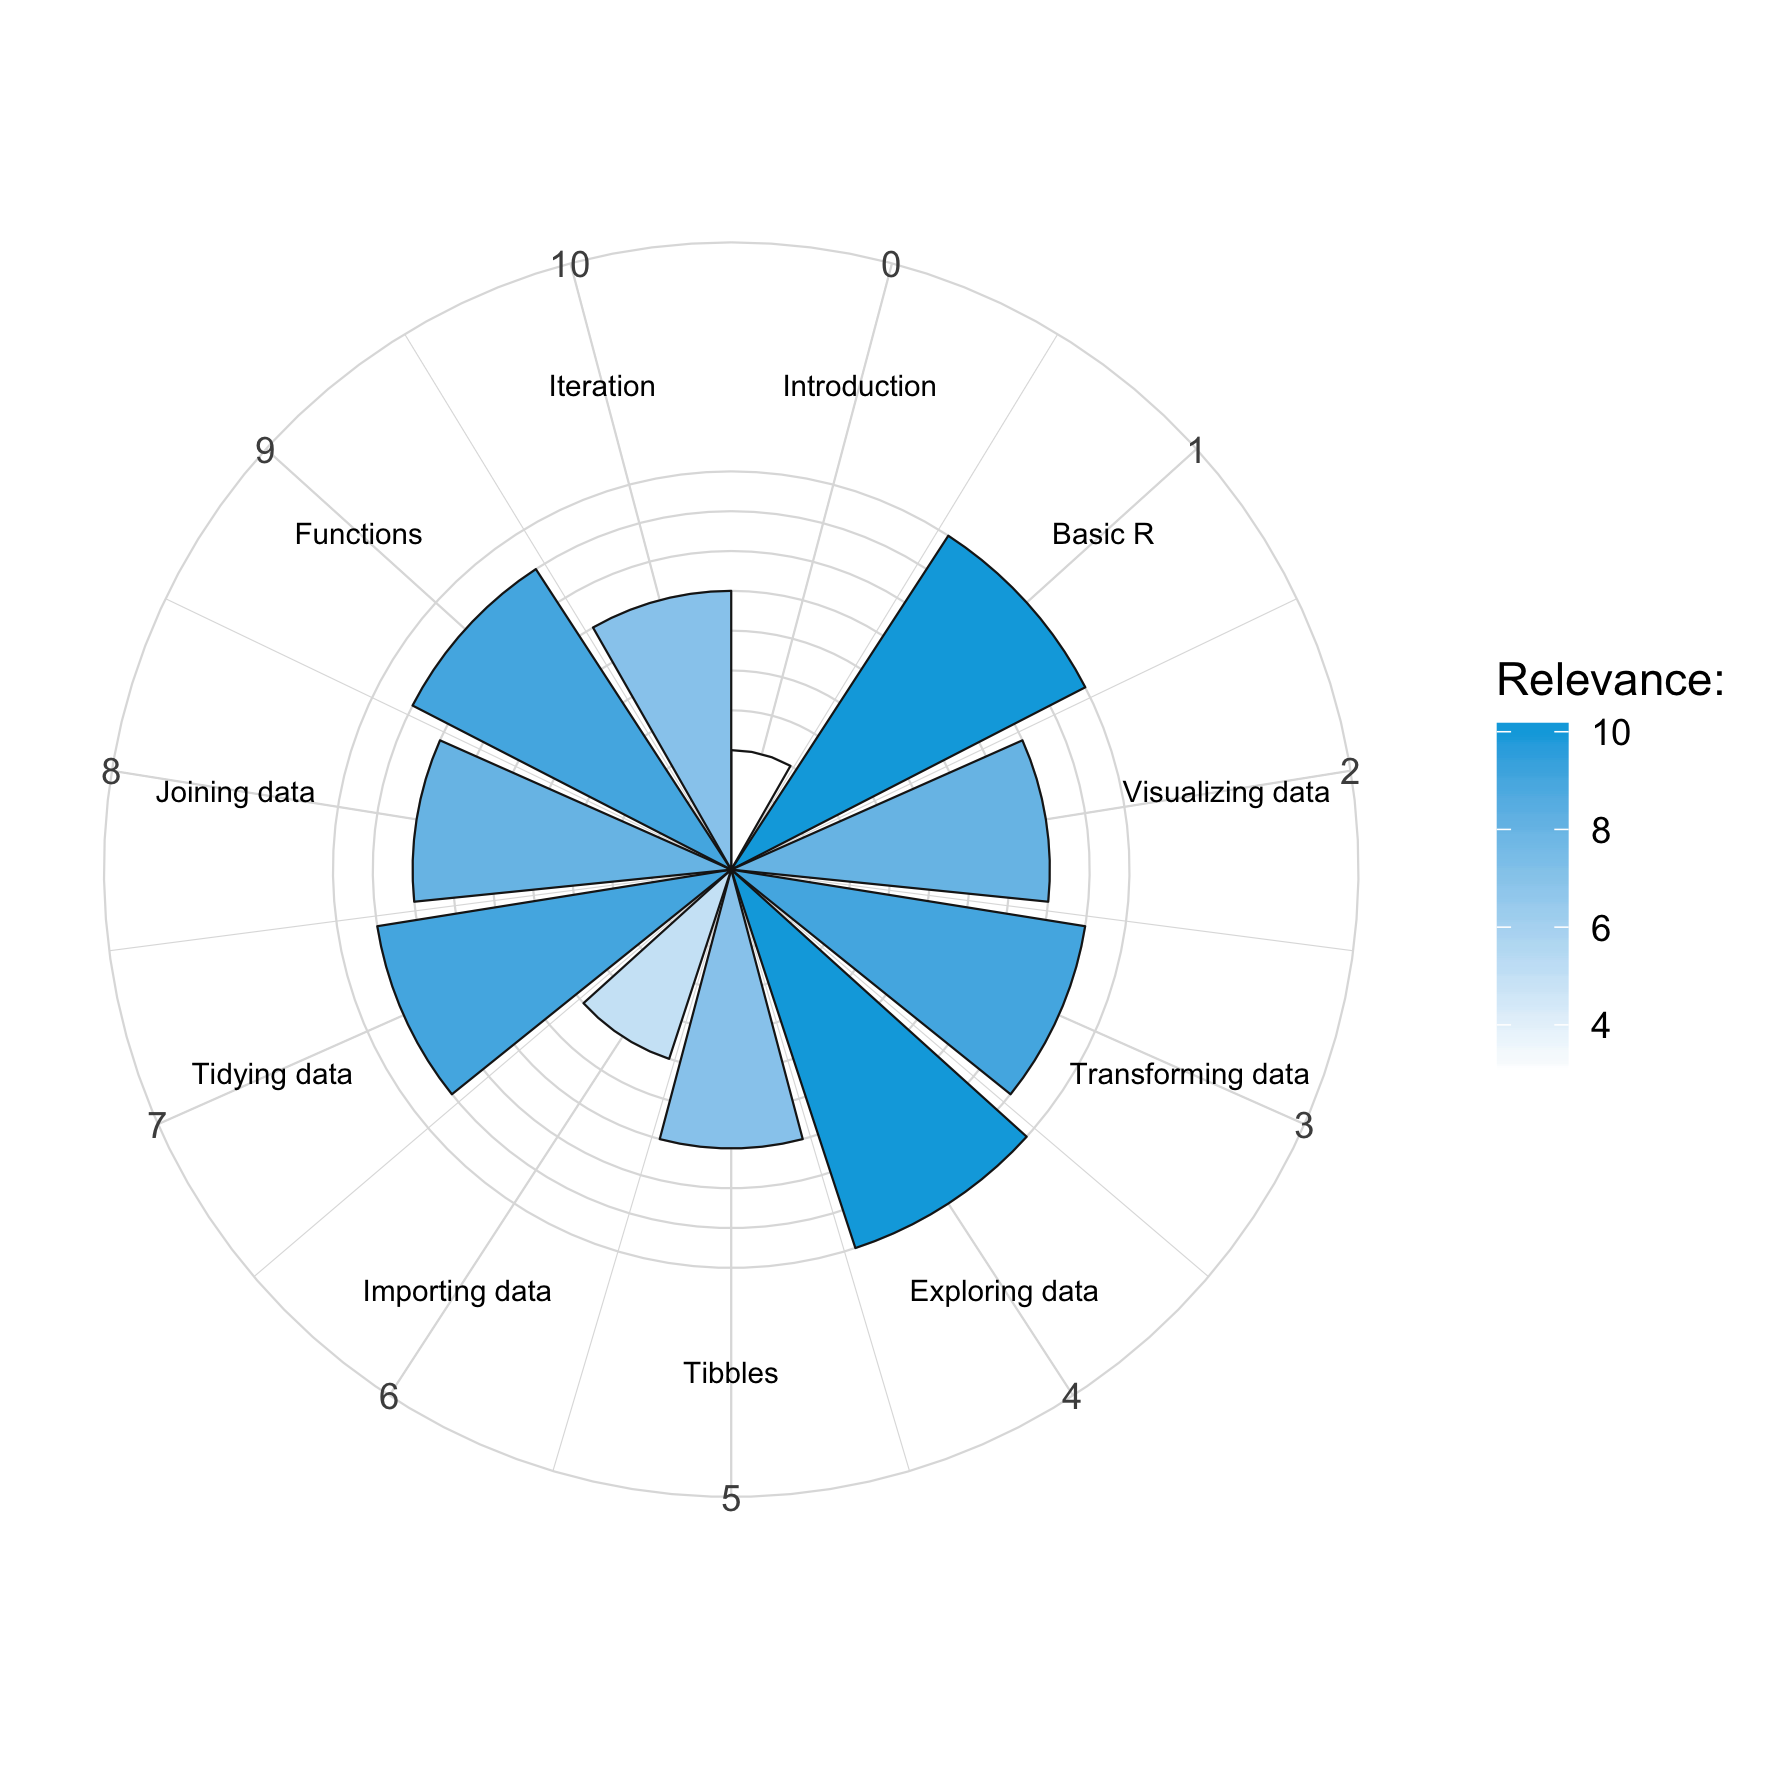 10
0
Iteration
Introduction
9
1
Functions
Basic R
8
2
Joining data
Visualizing data
Tidying data
Transforming data
7
3
Importing data
Exploring data
Tibbles
6
4
5
Relevance:
10
8
6
4